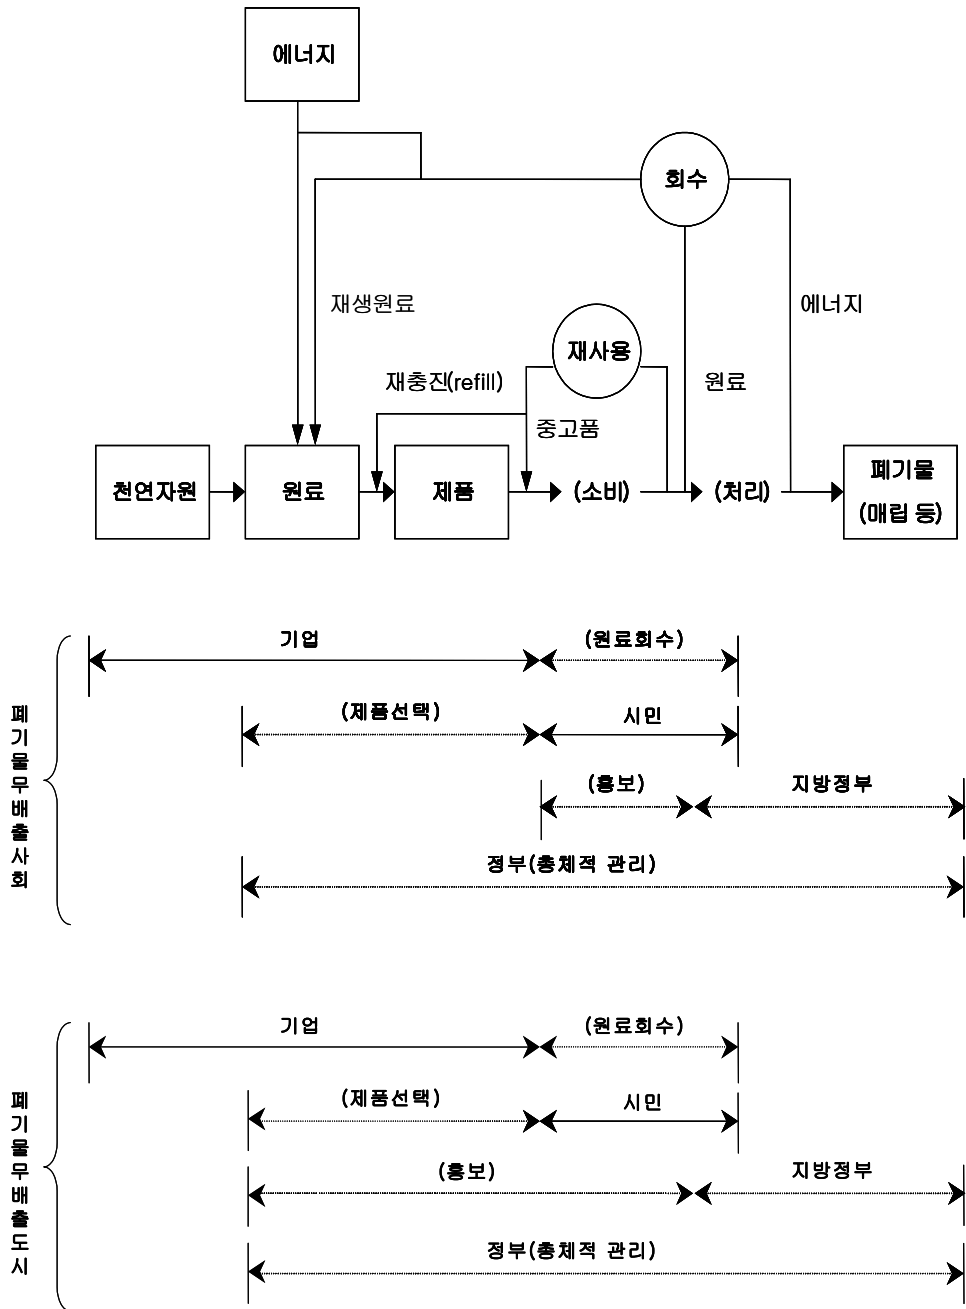 에너지
회수
재생원료
에너지
재사용
재충진(refill)
원료
중고품
천연자원
원료
제품
(소비)
(처리)
폐기물
(매립 등)
폐기물무배출사회
기업
(원료회수)
(제품선택)
시민
(홍보)
지방정부
정부(총체적 관리)
폐기물무배출도시
기업
(원료회수)
(제품선택)
시민
(홍보)
지방정부
정부(총체적 관리)